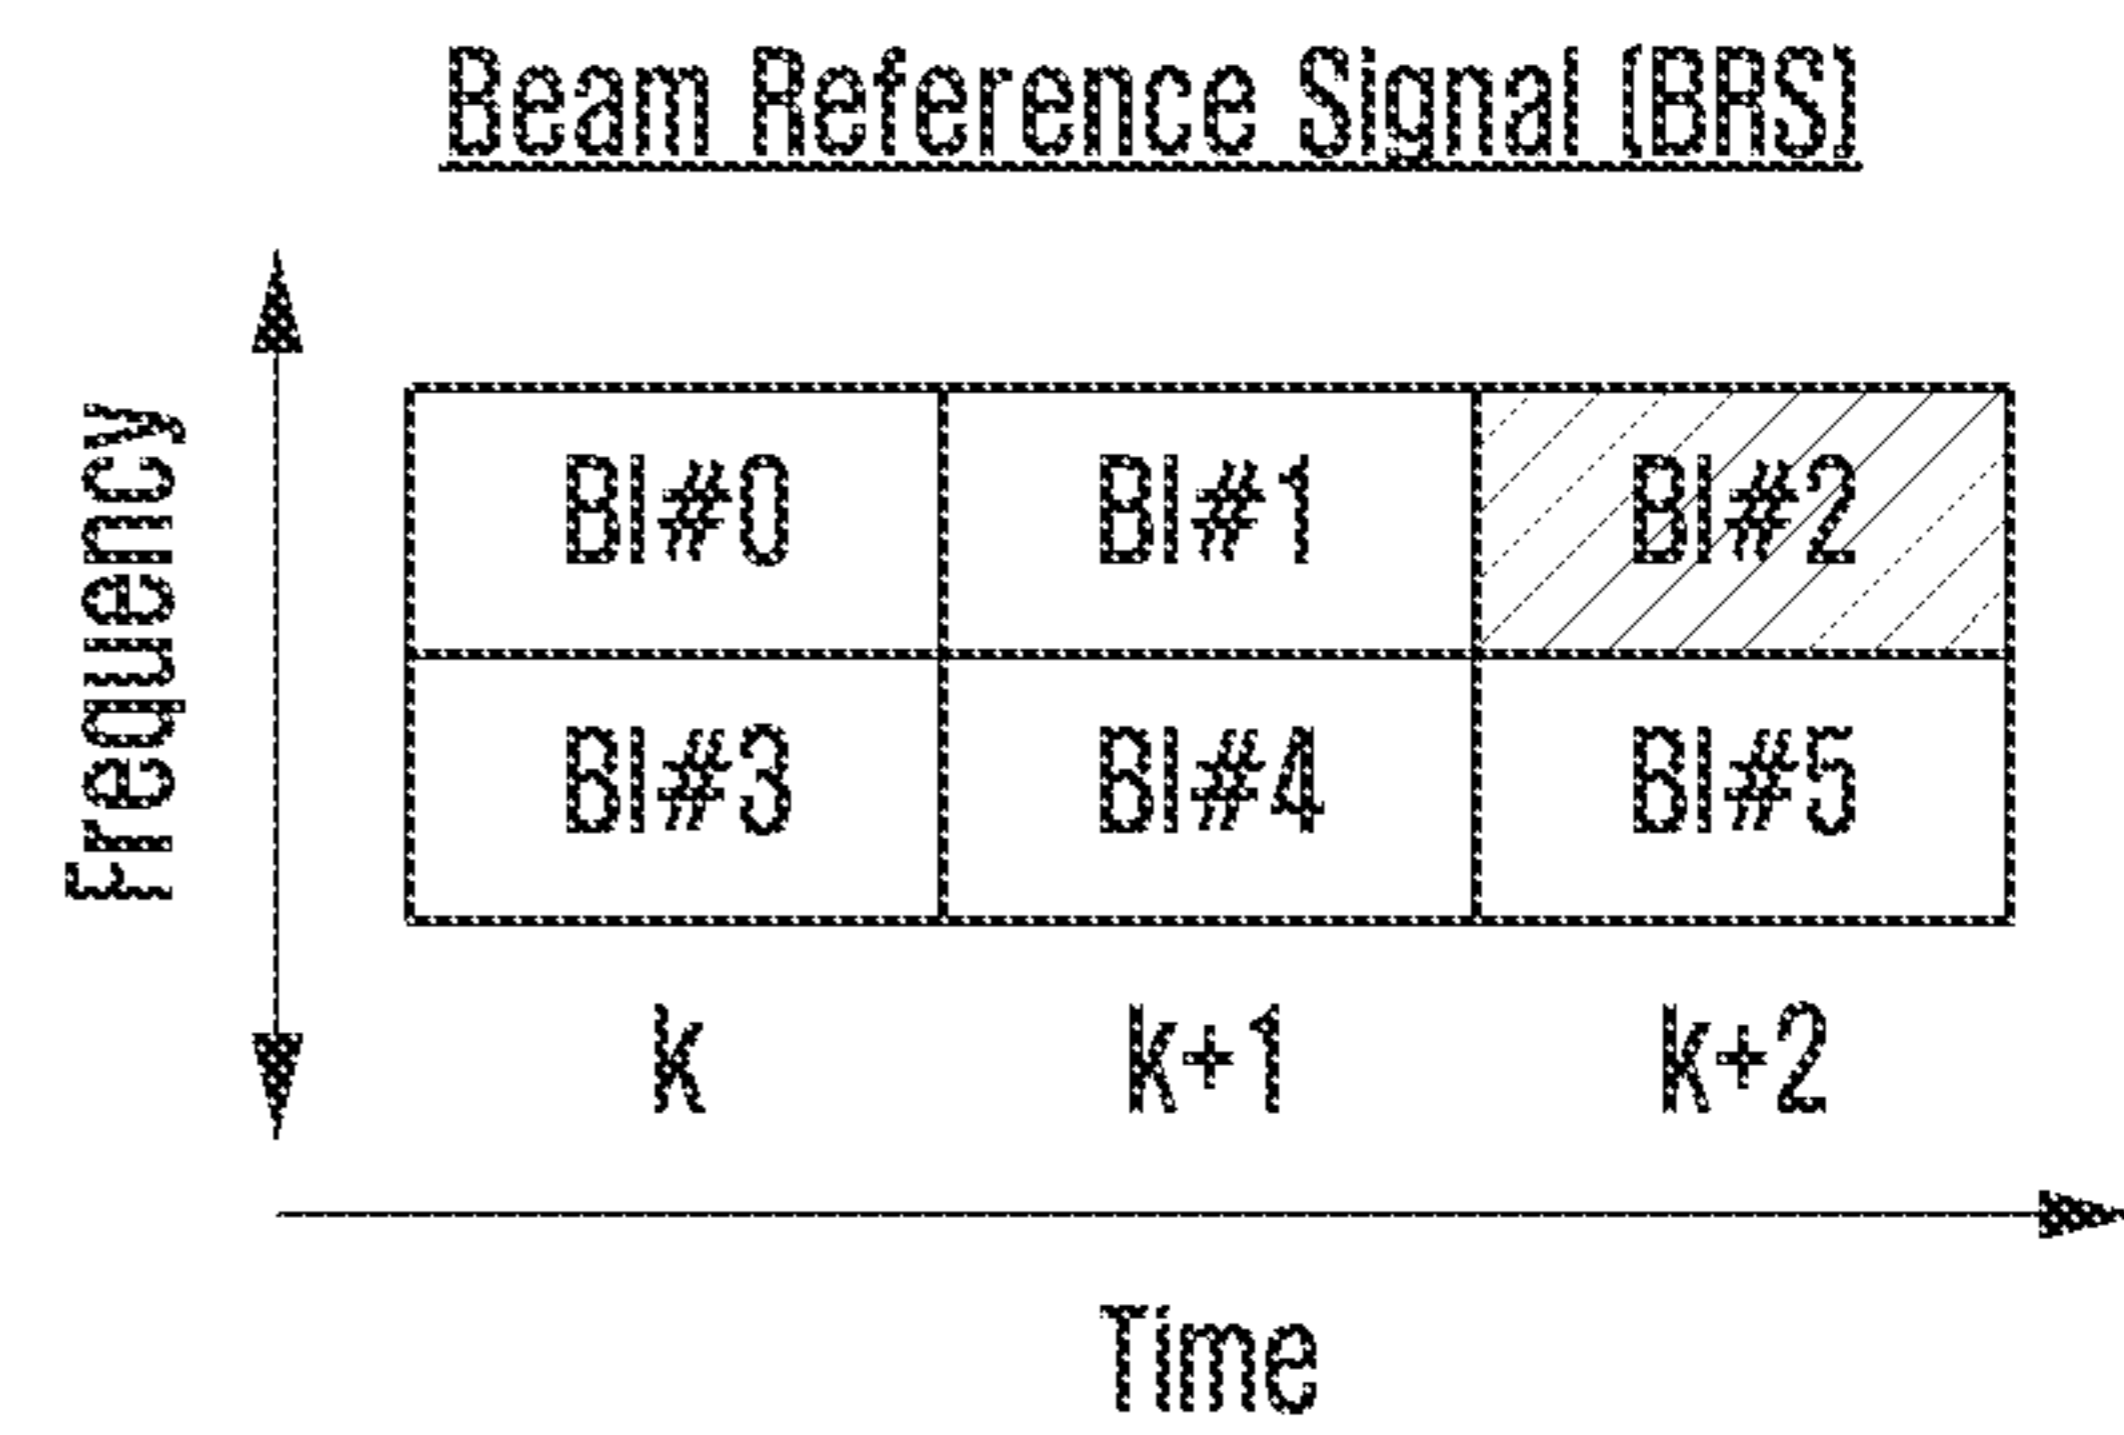 Beam Reference Signal (BRS)
Frequency
BI#0 BI#1 BI#2
BI#3 BI#4 BI#5
k k+1 k+2
Time